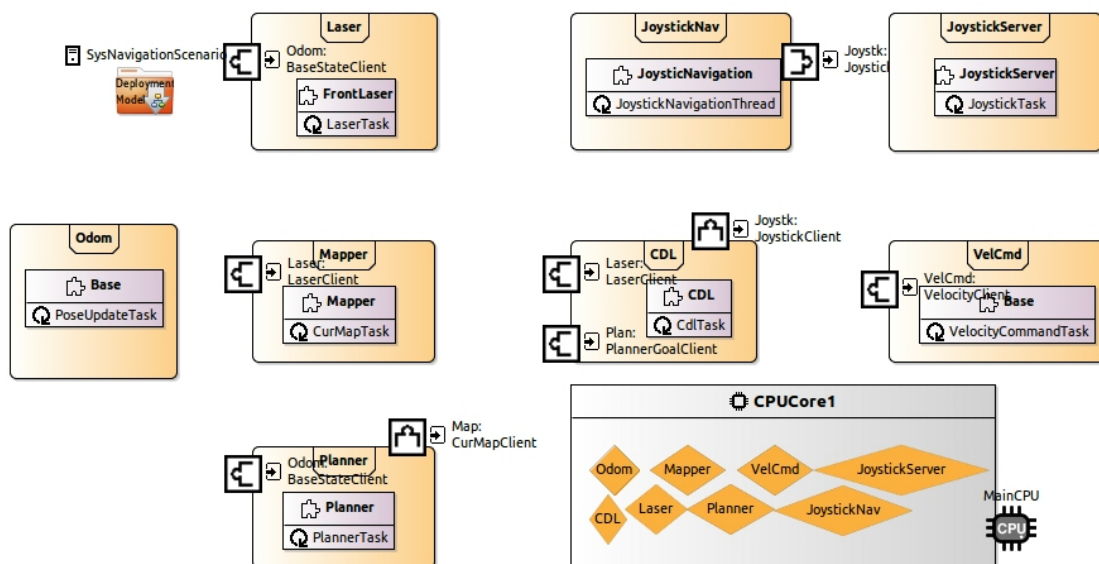 Laser
SysNavigationScenario
Deployment
Model
Odom:
BaseStateClient
FrontLaser
LaserTask
JoystickNav
JoysticNavigation
JoystickNavigationThread
Joystk:
Joystick
JoystickServer
JoystickServer
JoystickTask
Odom
Base
PoseUpdateTask
Mapper
Laser:
LaserClient
Mapper
CurMapTask
Joystk:
JoystickClient
CDL
Laser:
LaserClient
CDL
CdlTask
Plan:
PlannerGoalClient
VelCmd
VelCmd:
VelocityClient
Base
VelocityCommandTask
Map:
CurMapClient
Planner
Odom:
BaseStateClient
Planner
PlannerTask
CPUCore1
Odom
Mapper
VelCmd
JoystickServer
CDL
Laser
Planner
JoystickNav
MainCPU
CPU